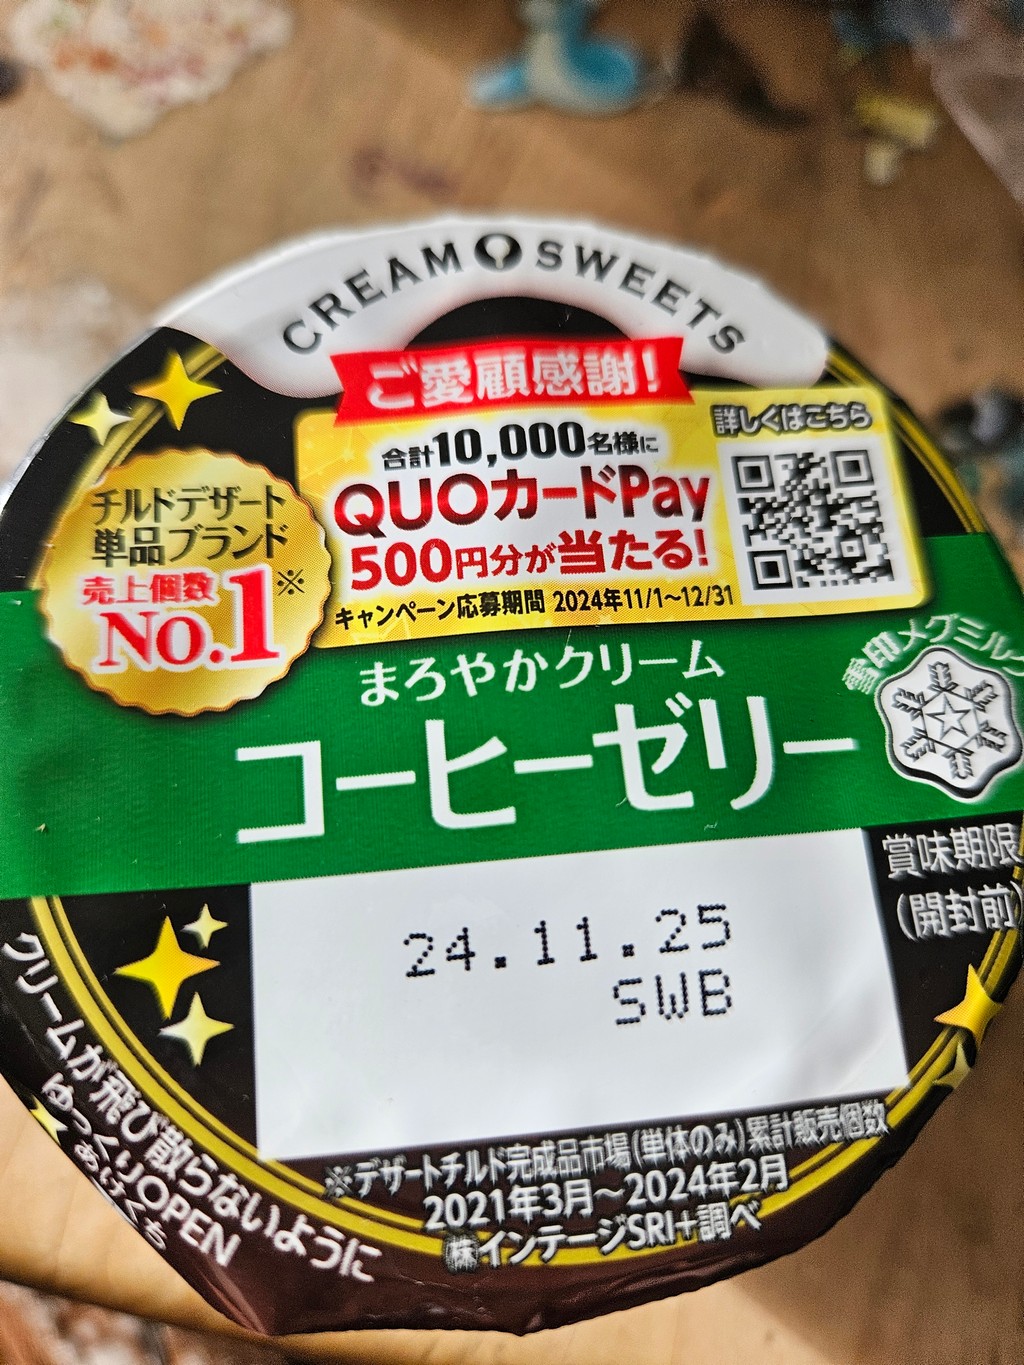 CREAM SWEETS
ご愛顧感謝!
合計10,000名様に
QUOカードPay
500円分が当たる!
キャンペーン応募期間 2024年11/1~12/31
詳しくはこちら
チルドデザート
単品ブランド
売上個数
No.1※
まろやかクリーム
コーヒーゼリー
雪印メグミルク
賞味期限
(開封前)
24.11.25
SWB
クリームが飛び散らないように
ゆっくりOPEN
あけくち
※デザートチルド完成品市場(単体のみ)累計販売個数
2021年3月~2024年2月
㈱インテージSRI+調べ